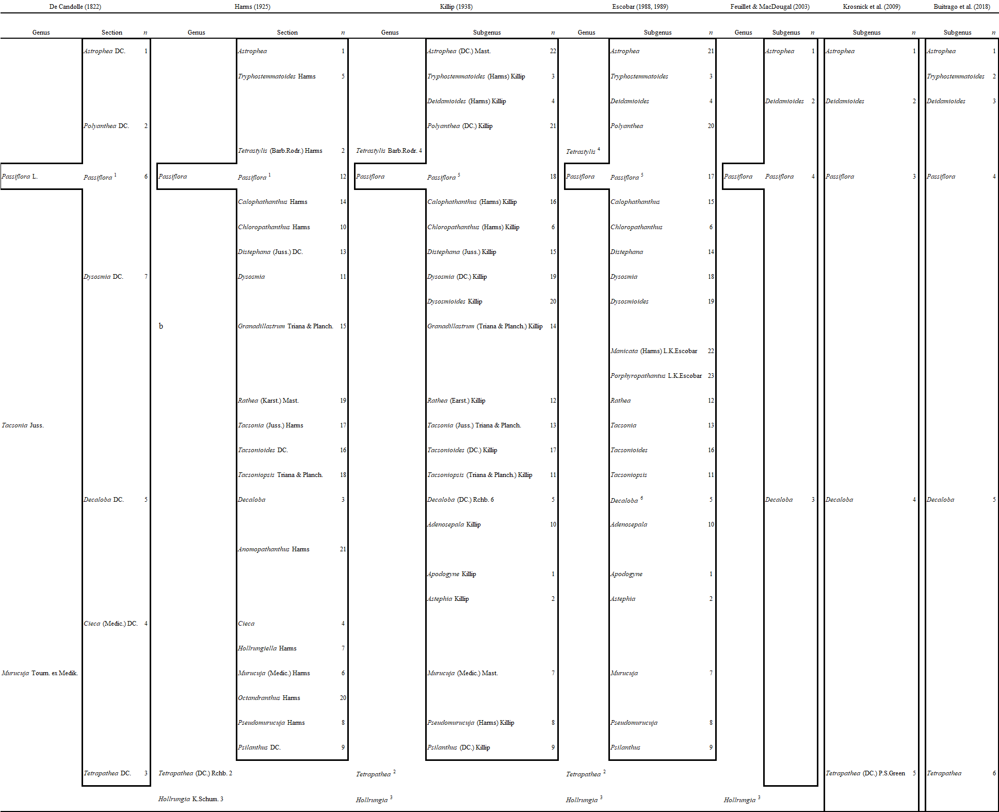 De Candolle (1822) Harms (1925) Killip (1938) Escobar (1988, 1989) Feuillet & MacDougal (2003) Krosnick et al. (2009) Buitrago et al. (2018)
Genus Section n Genus Section n Genus Subgenus n Genus Subgenus n Genus Subgenus n Subgenus n Subgenus n
Astrophea DC. 1 Astrophea 1 Astrophea (DC.) Mast. 22 Astrophea 21 Astrophea 1 Astrophea 1 Astrophea 1
Tryphostemmatoides Harms 5 Tryphostemmatoides (Harms) Killip 3 Tryphostemmatoides 3 Tryphostemmatoides 2
Deidamioides (Harms) Killip 4 Deidamioides 4 Deidamioides 2 Deidamioides 2 Deidamioides 3
Polyanthea DC. 2 Polyanthea (DC.) Killip 21 Polyanthea 20
Tetrastylis (Barb.Rodr.) Harms 2 Tetrastylis Barb.Rodr. 4 Tetrastylis 4
Passiflora L. Passiflora 1 6 Passiflora Passiflora 1 12 Passiflora Passiflora 5 18 Passiflora Passiflora 5 17 Passiflora Passiflora 4 Passiflora 3 Passiflora 4
Calophathanthus Harms 14 Calophathanthus (Harms) Killip 16 Calophathanthus 15
Chloropathanthus Harms 10 Chloropathanthus (Harms) Killip 6 Chloropathanthus 6
Distephana (Juss.) DC. 13 Distephana (Juss.) Killip 15 Distephana 14
Dysosmia DC. 7 Dysosmia 11 Dysosmia (DC.) Killip 19 Dysosmia 18
Dysosmioides Killip 20 Dysosmioides 19
b Granadillastrum Triana & Planch. 15 Granadillastrum (Triana & Planch.) Killip 14
Manicata (Harms) L.K.Escobar 22
Porphyropathantus L.K.Escobar 23
Rathea (Karst.) Mast. 19 Rathea (Earst.) Killip 12 Rathea 12
Tacsonia Juss. Tacsonia (Juss.) Harms 17 Tacsonia (Juss.) Triana & Planch. 13 Tacsonia 13
Tacsonioides DC. 16 Tacsonioides (DC.) Killip 17 Tacsonioides 16
Tacsoniopsis Triana & Planch. 18 Tacsoniopsis (Triana & Planch.) Killip 11 Tacsoniopsis 11
Decaloba DC. 5 Decaloba 3 Decaloba (DC.) Rchb. 6 5 Decaloba 6 5 Decaloba 3 Decaloba 4 Decaloba 5
Adenosepala Killip 10 Adenosepala 10
Anomopathanthus Harms 21
Apodogyne Killip 1 Apodogyne 1
Astephia Killip 2 Astephia 2
Cieca (Medic.) DC. 4 Cieca 4
Hollrungiella Harms 7
Murucuja Tourn. ex Medik. Murucuja (Medic.) Harms 6 Murucuja (Medic.) Mast. 7 Murucuja 7
Octandranthus Harms 20
Pseudomurucuja Harms 8 Pseudomurucuja (Harms) Killip 8 Pseudomurucuja 8
Psilanthus DC. 9 Psilanthus (DC.) Killip 9 Psilanthus 9
Tetrapathea DC. 3 Tetrapathea (DC.) Rchb. 2 Tetrapathea 2 Tetrapathea 2 Tetrapathea (DC.) P.S.Green 5 Tetrapathea 6
Hollrungia K.Schum. 3 Hollrungia 3 Hollrungia 3 Hollrungia 3